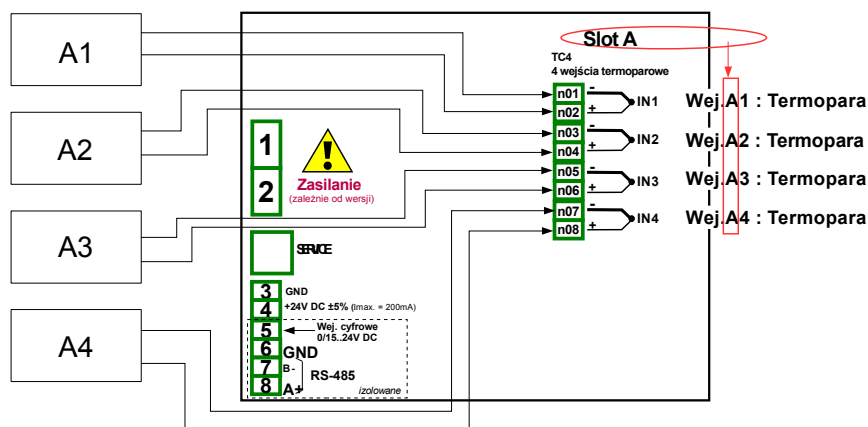 A1
A2
A3
A4
Slot A
TC4
4 wejścia termoparowe
n01 - IN1
n02 +
n03 - IN2
n04 +
n05 - IN3
n06 +
n07 - IN4
n08 +
Wej.A1 : Termopara
Wej.A2 : Termopara
Wej.A3 : Termopara
Wej.A4 : Termopara
1
2
Zasilanie
(zależnie od wersji)
SERVICE
3 GND
4 +24V DC ±5% (Imax. = 200mA)
5 Wej. cyfrowe
0/15..24V DC
6 GND
7 B-
RS-485
8 A+
izolowane